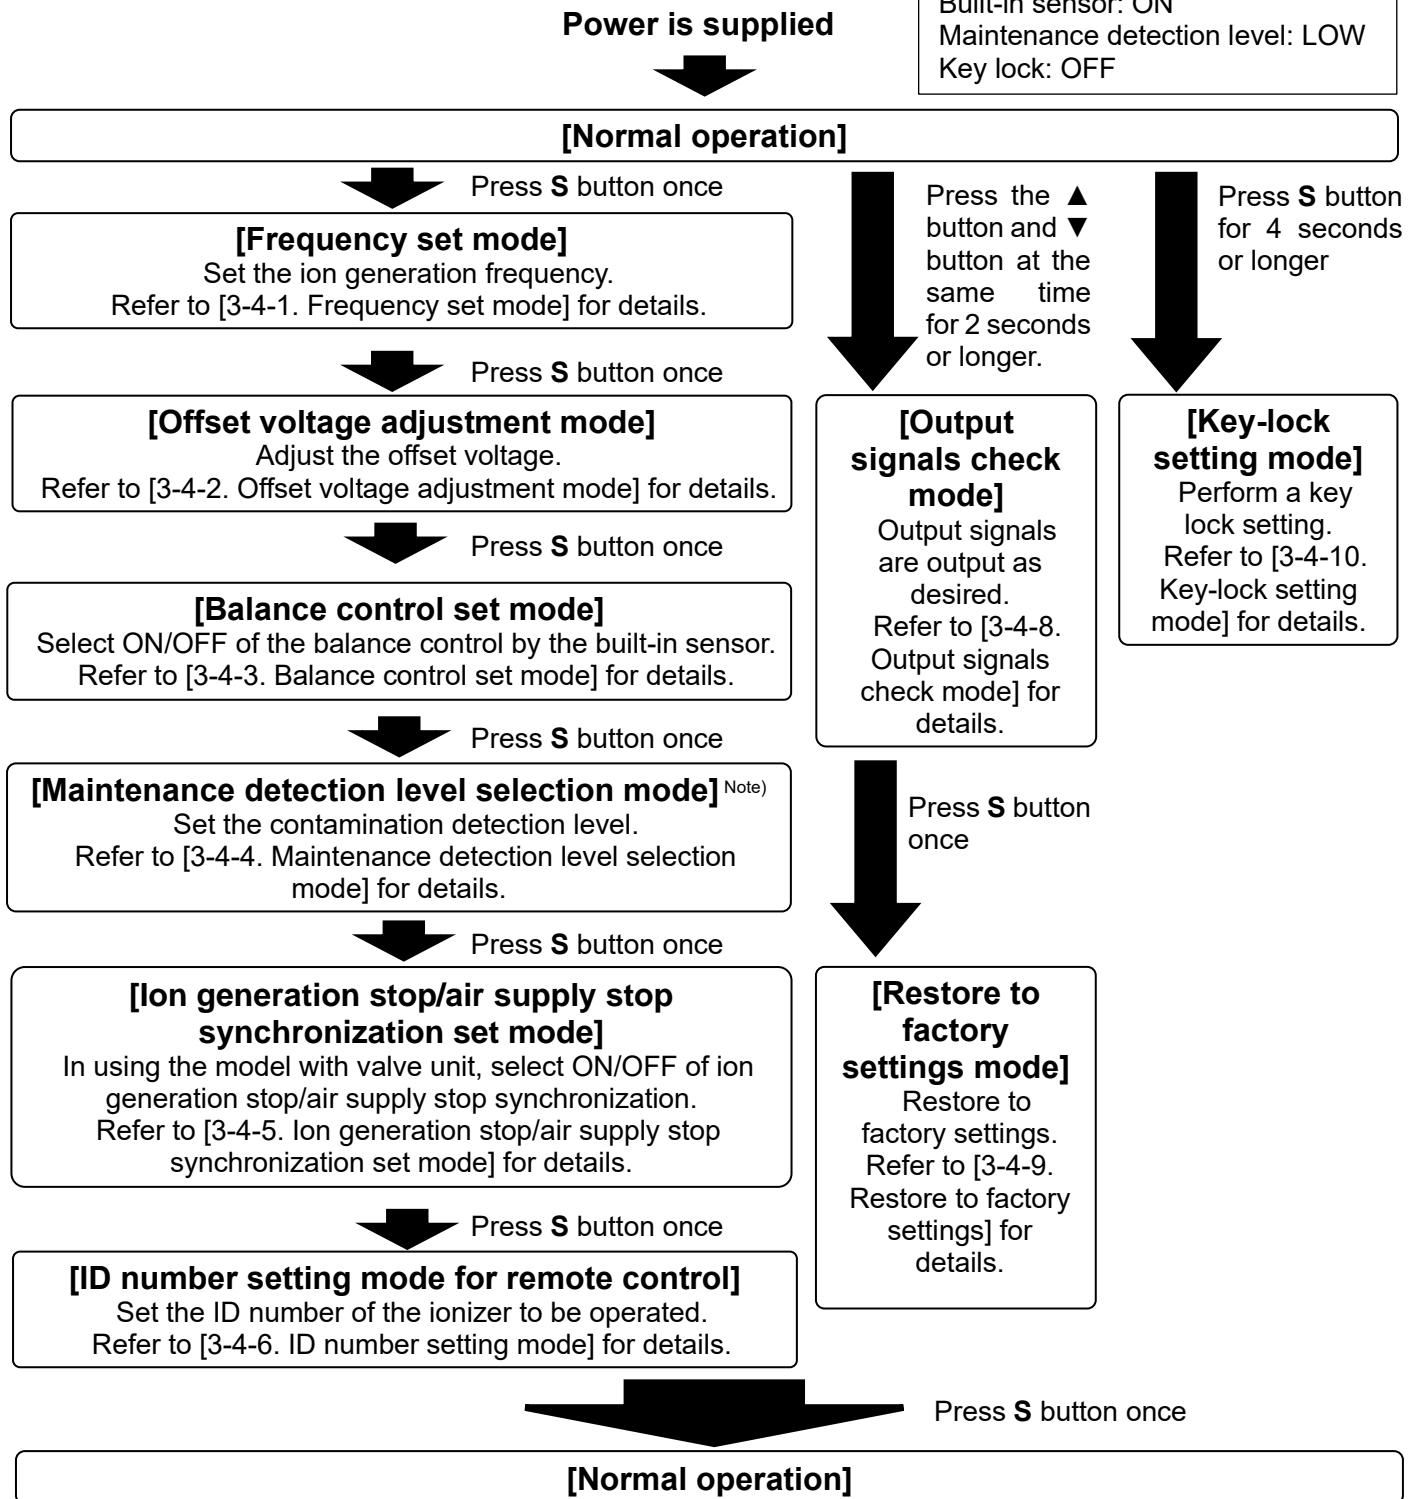 Built-in sensor: ON
Maintenance detection level: LOW
Key lock: OFF
Power is supplied
[Normal operation]
Press S button once
[Frequency set mode]
Set the ion generation frequency.
Refer to [3-4-1. Frequency set mode] for details.
Press S button once
[Offset voltage adjustment mode]
Adjust the offset voltage.
Refer to [3-4-2. Offset voltage adjustment mode] for details.
Press S button once
[Balance control set mode]
Select ON/OFF of the balance control by the built-in sensor.
Refer to [3-4-3. Balance control set mode] for details.
Press S button once
[Maintenance detection level selection mode] Note)
Set the contamination detection level.
Refer to [3-4-4. Maintenance detection level selection
mode] for details.
Press S button once
[Ion generation stop/air supply stop
synchronization set mode]
In using the model with valve unit, select ON/OFF of ion
generation stop/air supply stop synchronization.
Refer to [3-4-5. Ion generation stop/air supply stop
synchronization set mode] for details.
Press S button once
[ID number setting mode for remote control]
Set the ID number of the ionizer to be operated.
Refer to [3-4-6. ID number setting mode] for details.
Press the ▲
button and ▼
button at the
same time
for 2 seconds
or longer.
[Output
signals check
mode]
Output signals
are output as
desired.
Refer to [3-4-8.
Output signals
check mode] for
details.
Press S button
once
[Restore to
factory
settings mode]
Restore to
factory settings.
Refer to [3-4-9.
Restore to factory
settings] for
details.
Press S button
for 4 seconds
or longer
[Key-lock
setting mode]
Perform a key
lock setting.
Refer to [3-4-10.
Key-lock setting
mode] for details.
Press S button once
[Normal operation]